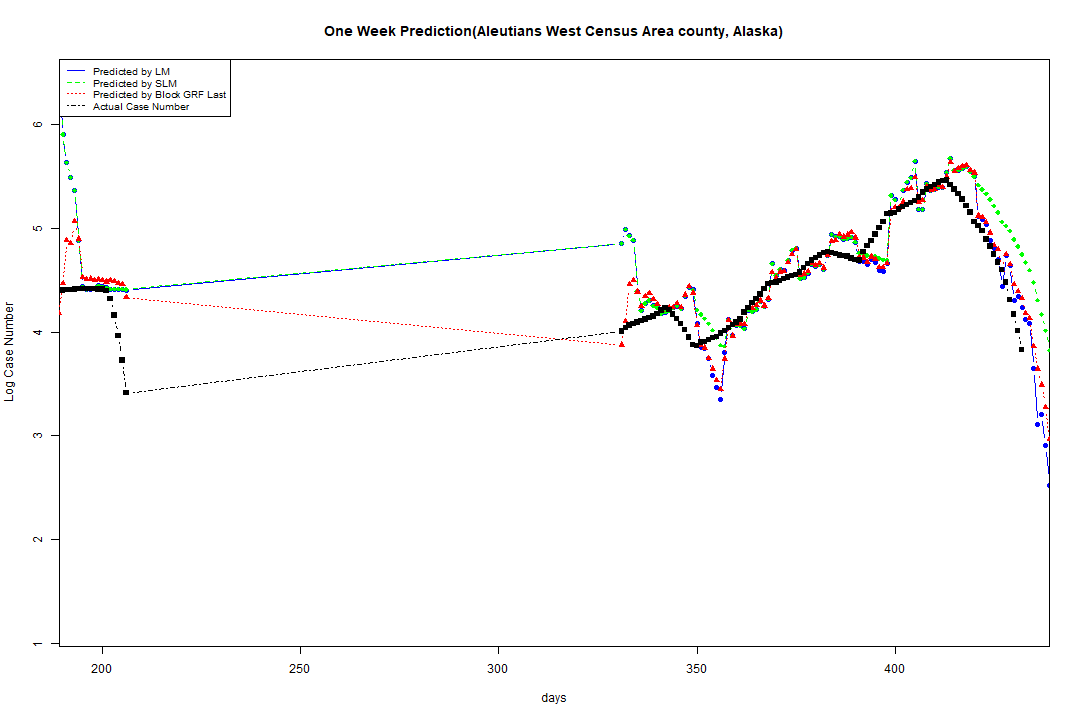 One Week Prediction(Aleutians West Census Area county, Alaska)
Predicted by LM
Predicted by SLM
Predicted by Block GRF Last
Actual Case Number
Log Case Number
6
5
4
3
2
1
200
250
300
350
400
days